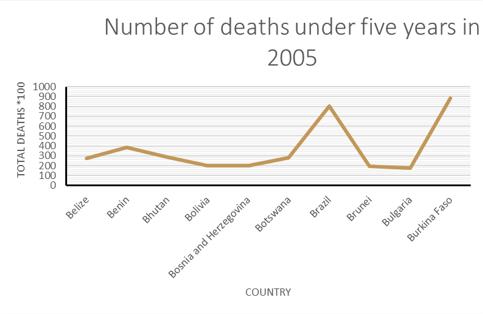 Number of deaths under five years in
2005
TOTAL DEATHS *100
1000
900
800
700
600
500
400
300
200
100
0
Belize
Benin
Bhutan
Bolivia
Bosnia and Herzegovina
Botswana
Brazil
Brunei
Bulgaria
Burkina Faso
COUNTRY